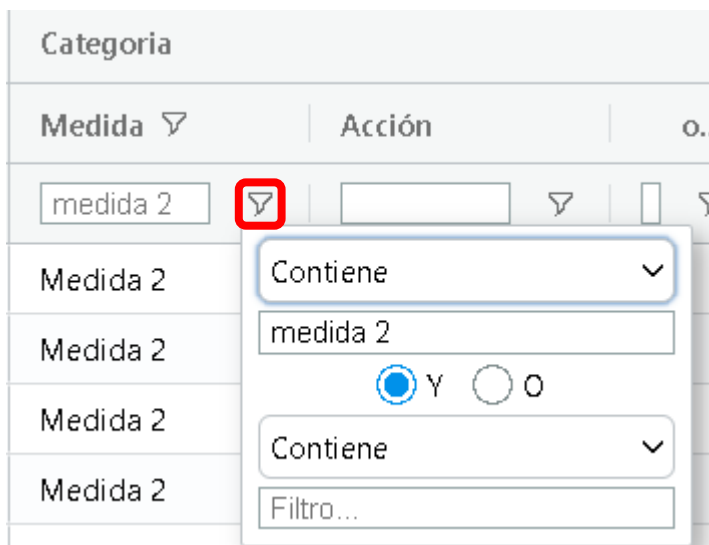 Categoria
Medida Acción o...
medida 2
Medida 2
Contiene
medida 2
Medida 2
Y O
Medida 2
Contiene
Medida 2
Filtro...